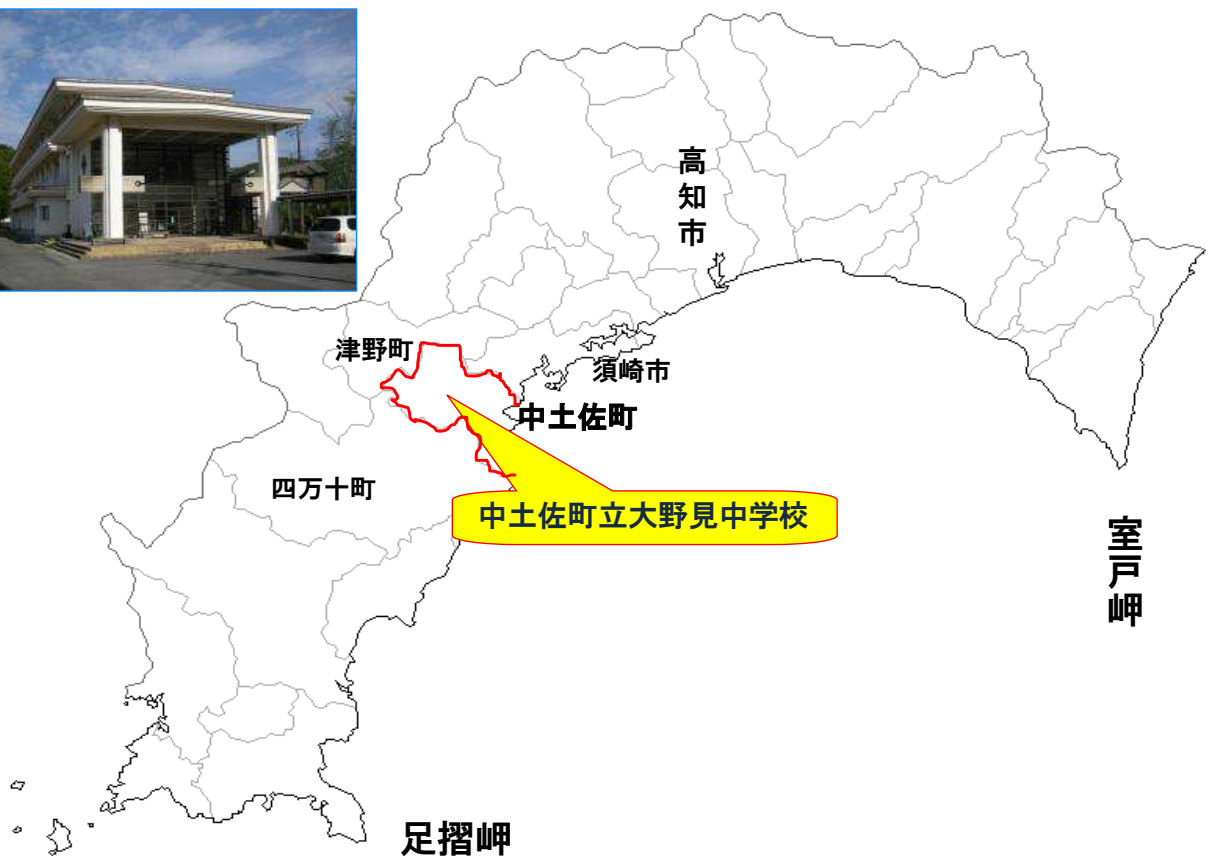 高知市
津野町
須崎市
中土佐町
四万十町
中土佐町立大野見中学校
室戸岬
足摺岬